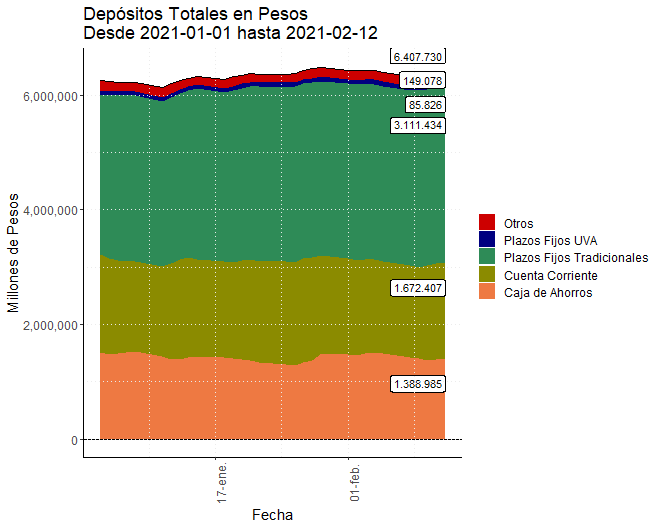 Depósitos Totales en Pesos
Desde 2021-01-01 hasta 2021-02-12
Millones de Pesos
6,000,000
4,000,000
2,000,000
0
6.407.730
149.078
85.826
3.111.434
1.672.407
1.388.985
17-ene.
01-feb.
Fecha
Otros
Plazos Fijos UVA
Plazos Fijos Tradicionales
Cuenta Corriente
Caja de Ahorros